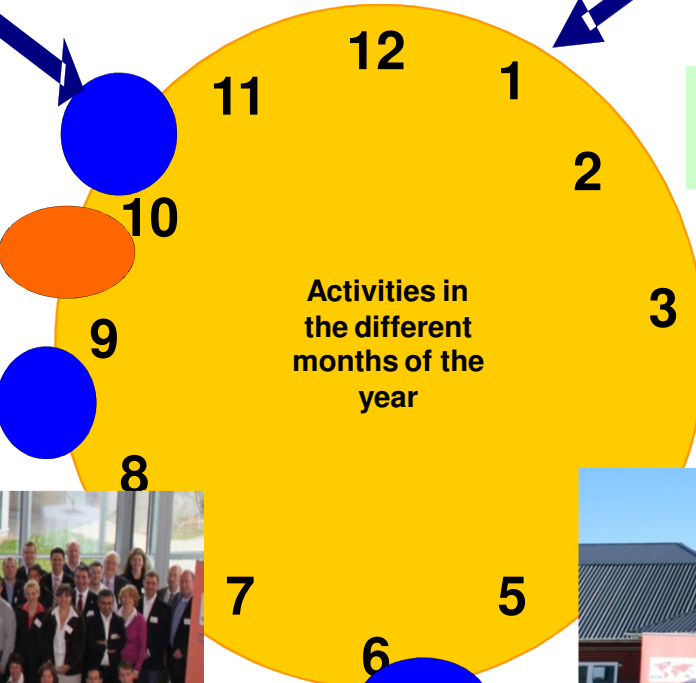 12
1
11
2
10
3
9
8
7
5
6
Activities in
the different
months of the
year